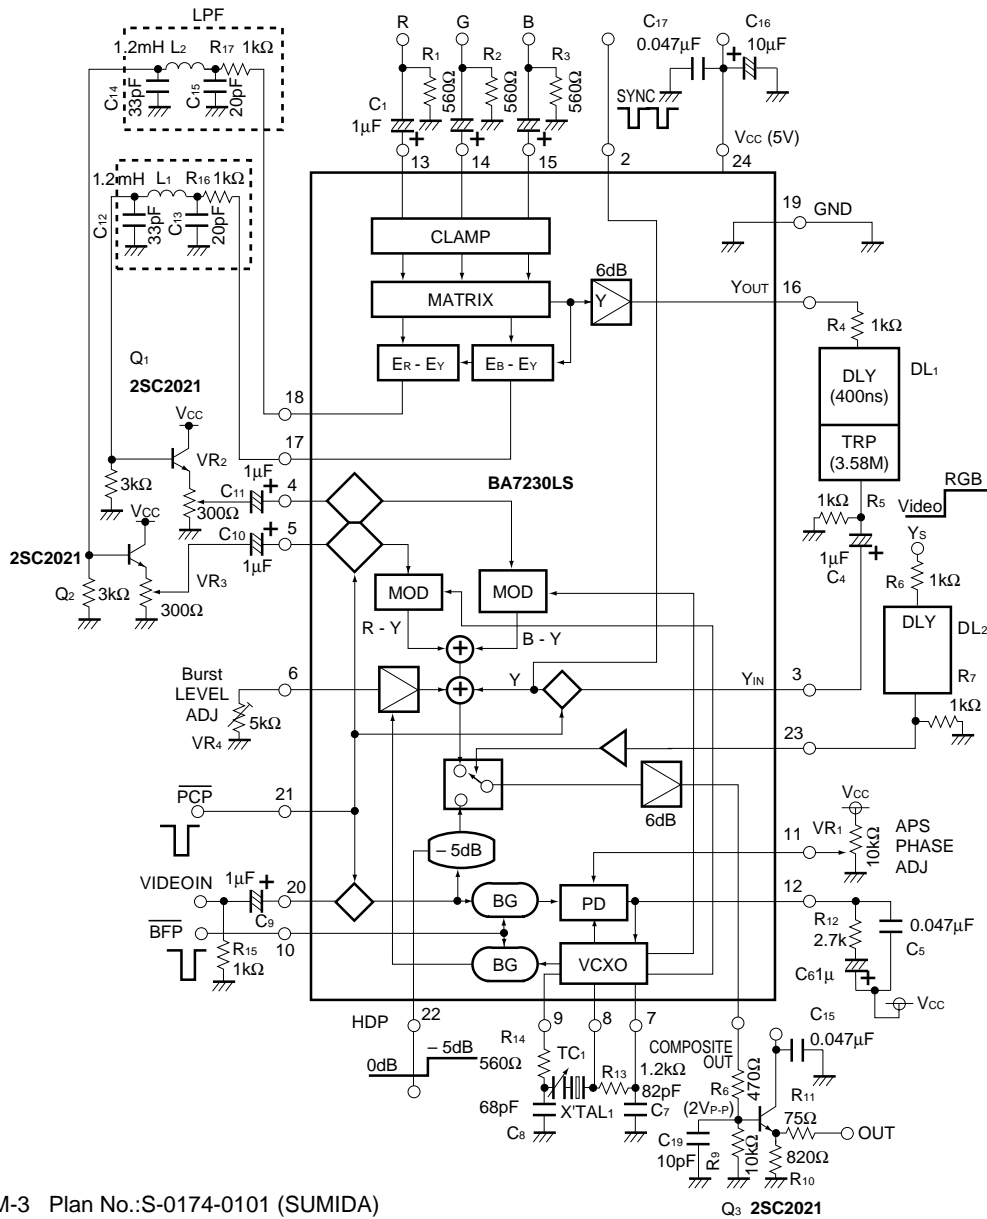 LPF
1.2mH L2 R17 1kΩ
C14
33pF
C15
20pF
1.2mH L1 R16 1kΩ
C12
33pF
C13
20pF
R G B
R1
560Ω
R2
560Ω
R3
560Ω
C1
1µF
+
+
+
C17
0.047µF
C16
10µF
+
SYNC
VCC (5V)
13 14 15 2 24
19 GND
CLAMP
MATRIX
6dB
Y
YOUT 16
ER - EY
EB - EY
R4 1kΩ
DLY
(400ns)
DL1
TRP
(3.58M)
1kΩ R5
1µF
+
C4
Video RGB
YS
R6 1kΩ
DLY
DL2
R7
1kΩ
Q1
2SC2021
VCC
18
17
BA7230LS
VR2
1µF
+
C11
4
3kΩ
300Ω
VCC
C10
+
1µF
5
2SC2021
Q2
3kΩ
VR3
300Ω
MOD
MOD
R - Y
B - Y
+
+
Y
YIN 3
6
Burst
LEVEL
ADJ
5kΩ
VR4
23
6dB
PCP
21
– 5dB
VCC
11 VR1
10kΩ
APS
PHASE
ADJ
VIDEOIN
1µF
+
C9
20
BG
PD
12
R12
2.7k
0.047µF
C5
BFP
10
R15
1kΩ
BG
VCXO
C6 1µ
+
VCC
HDP
22
0dB
– 5dB
9 8 7
R14
560Ω
TC1
R13
1.2kΩ
82pF
68pF
C8
X'TAL1
C7
COMPOSITE
OUT
R6
470Ω
(2VP-P)
C15
0.047µF
R11
75Ω
OUT
C19
10pF
R9
10kΩ
820Ω
R10
Q3 2SC2021
M-3 Plan No.:S-0174-0101 (SUMIDA)